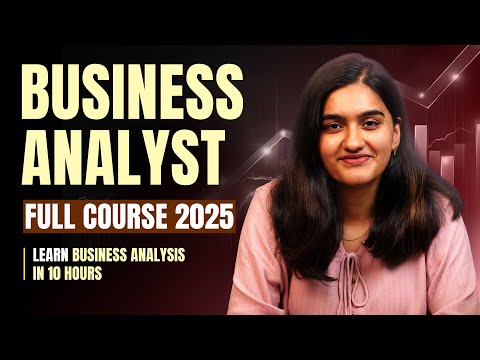 BUSINESS
ANALYST
FULL COURSE 2025
LEARN BUSINESS ANALYSIS
IN 10 HOURS